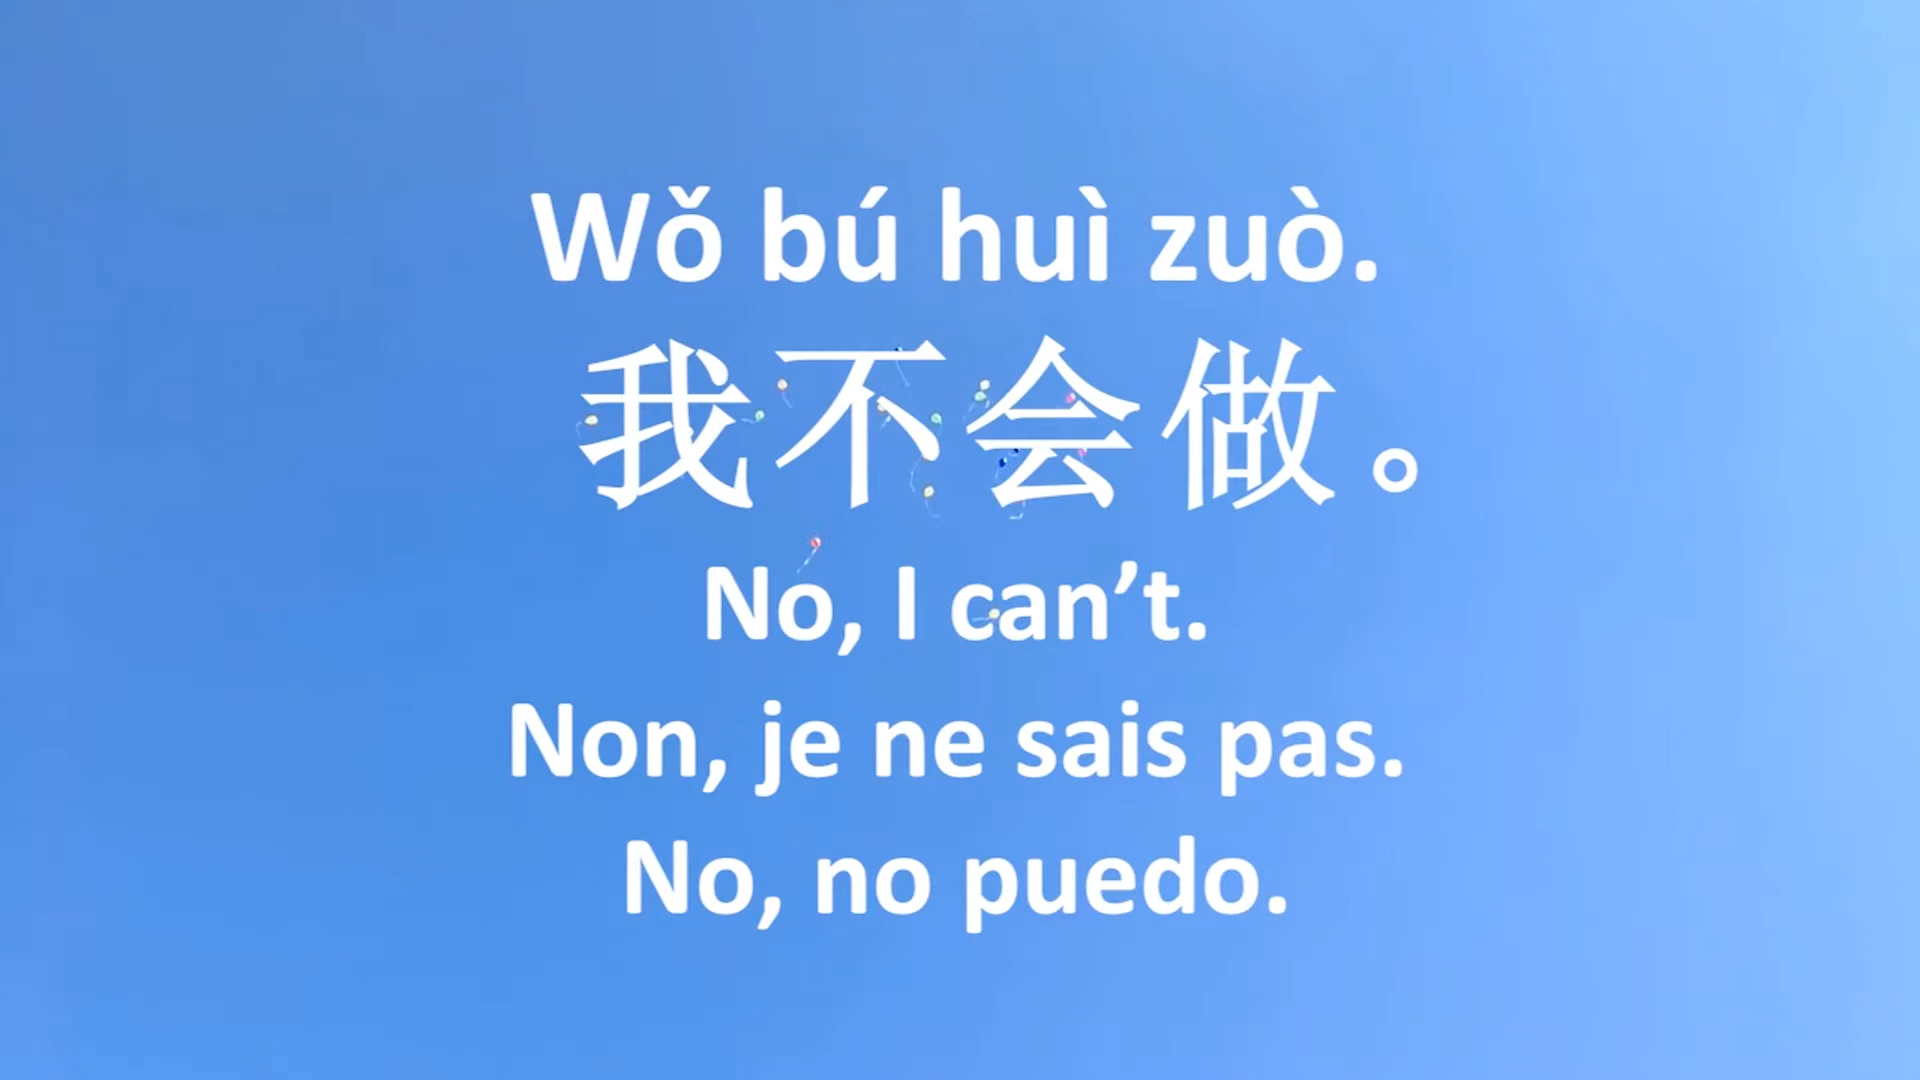 Wǒ bú huì zuò.
我不会做。
No, I can’t.
Non, je ne sais pas.
No, no puedo.